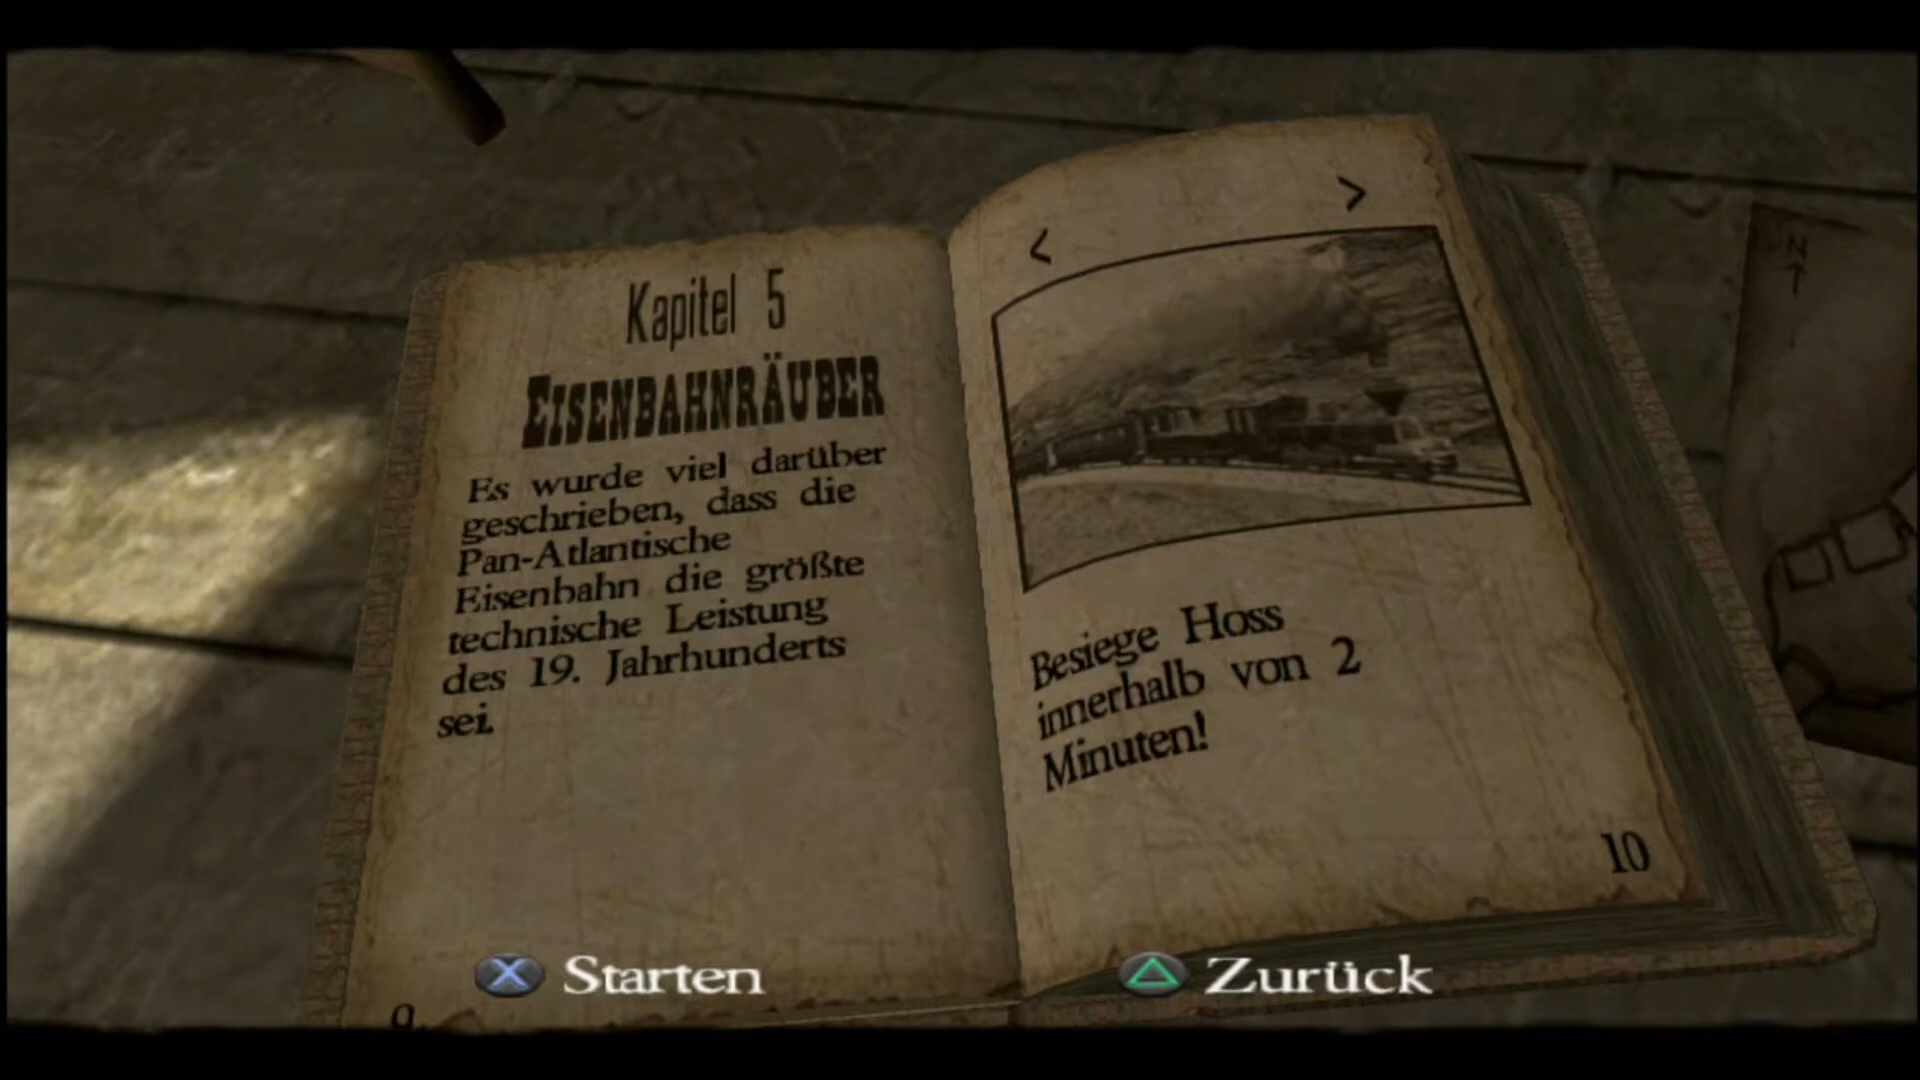 Kapitel 5
EISENBAHNRÄUBER
Es wurde viel darüber
geschrieben, dass die
Pan-Atlantische
Eisenbahn die größte
technische Leistung
des 19. Jahrhunderts
sei.
9
< >
Besiege Hoss
innerhalb von 2
Minuten!
10
N
Starten
Zurück